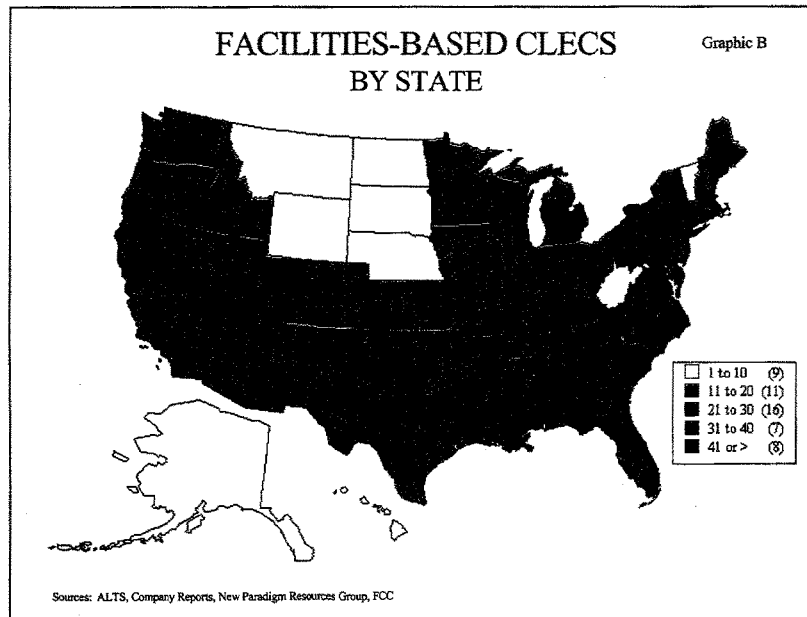 FACILITIES-BASED CLECS
Graphic B
BY STATE
1 to 10 (9)
11 to 20 (11)
21 to 30 (16)
31 to 40 (7)
41 or > (8)
Sources: ALTS, Company Reports, New Paradigm Resources Group, FCC